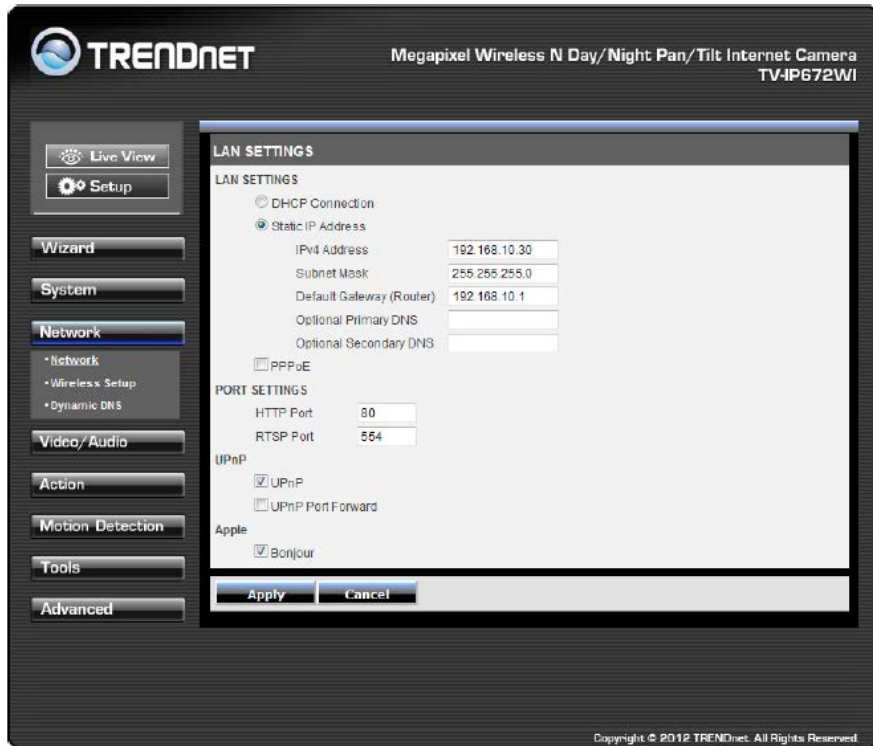 TRENDNET
Megapixel Wireless N Day/Night Pan/Tilt Internet Camera
TV-IP672WI
Live View
Setup
Wizard
System
Network
• Network
• Wireless Setup
• Dynamic DNS
Video/Audio
Action
Motion Detection
Tools
Advanced
LAN SETTINGS
LAN SETTINGS
DHCP Connection
Static IP Address
IPv4 Address 192.168.10.30
Subnet Mask 255.255.255.0
Default Gateway (Router) 192.168.10.1
Optional Primary DNS
Optional Secondary DNS
PPPoE
PORT SETTINGS
HTTP Port 80
RTSP Port 554
UPnP
UPnP
UPnP Port Forward
Apple
Bonjour
Apply Cancel
Copyright © 2012 TRENDnet. All Rights Reserved.